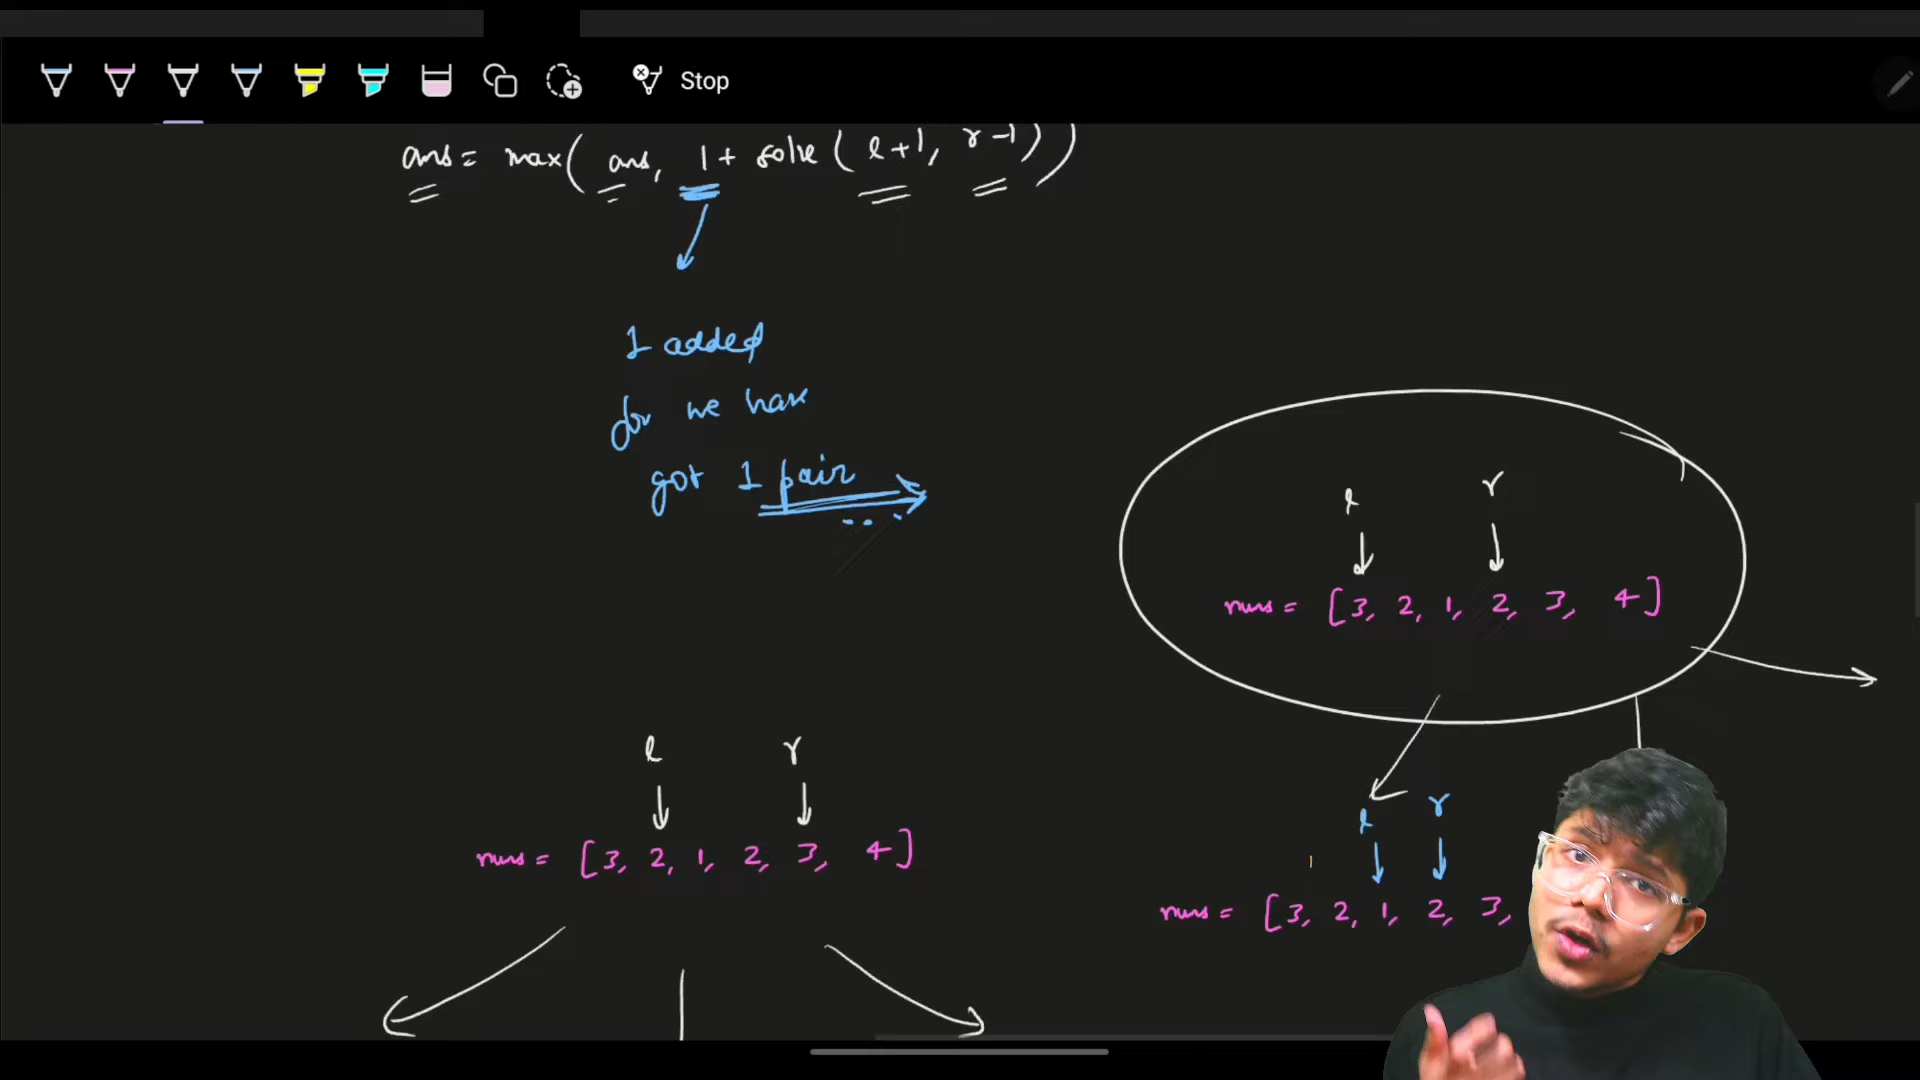 Stop
ans = max( ans, 1 + solve ( l+1, r-1))
1 added
for we have
got 1 pair
l r
nums = [3, 2, 1, 2, 3, 4]
l r
nums = [3, 2, 1, 2, 3, 4]
l r
nums = [3, 2, 1, 2, 3,